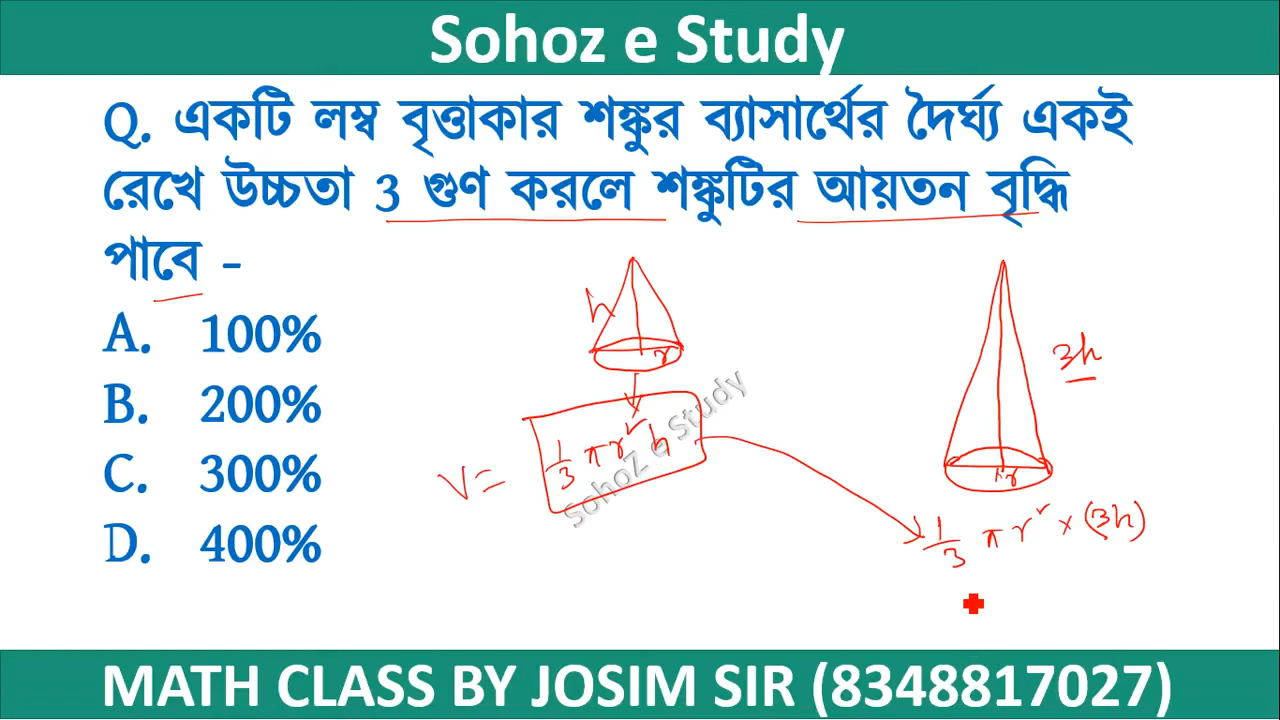 Sohoz e Study
Q. একটি লম্ব বৃত্তাকার শঙ্কুর ব্যাসার্থের দৈর্ঘ্য একই
রেখে উচ্চতা 3 গুণ করলে শঙ্কুটির আয়তন বৃদ্ধি
পাবে -
A. 100%
B. 200%
C. 300%
D. 400%
h
r
3h
r
V = 1/3 πr² h
1/3 πr² × (3h)
SohoZ e Study
MATH CLASS BY JOSIM SIR (8348817027)